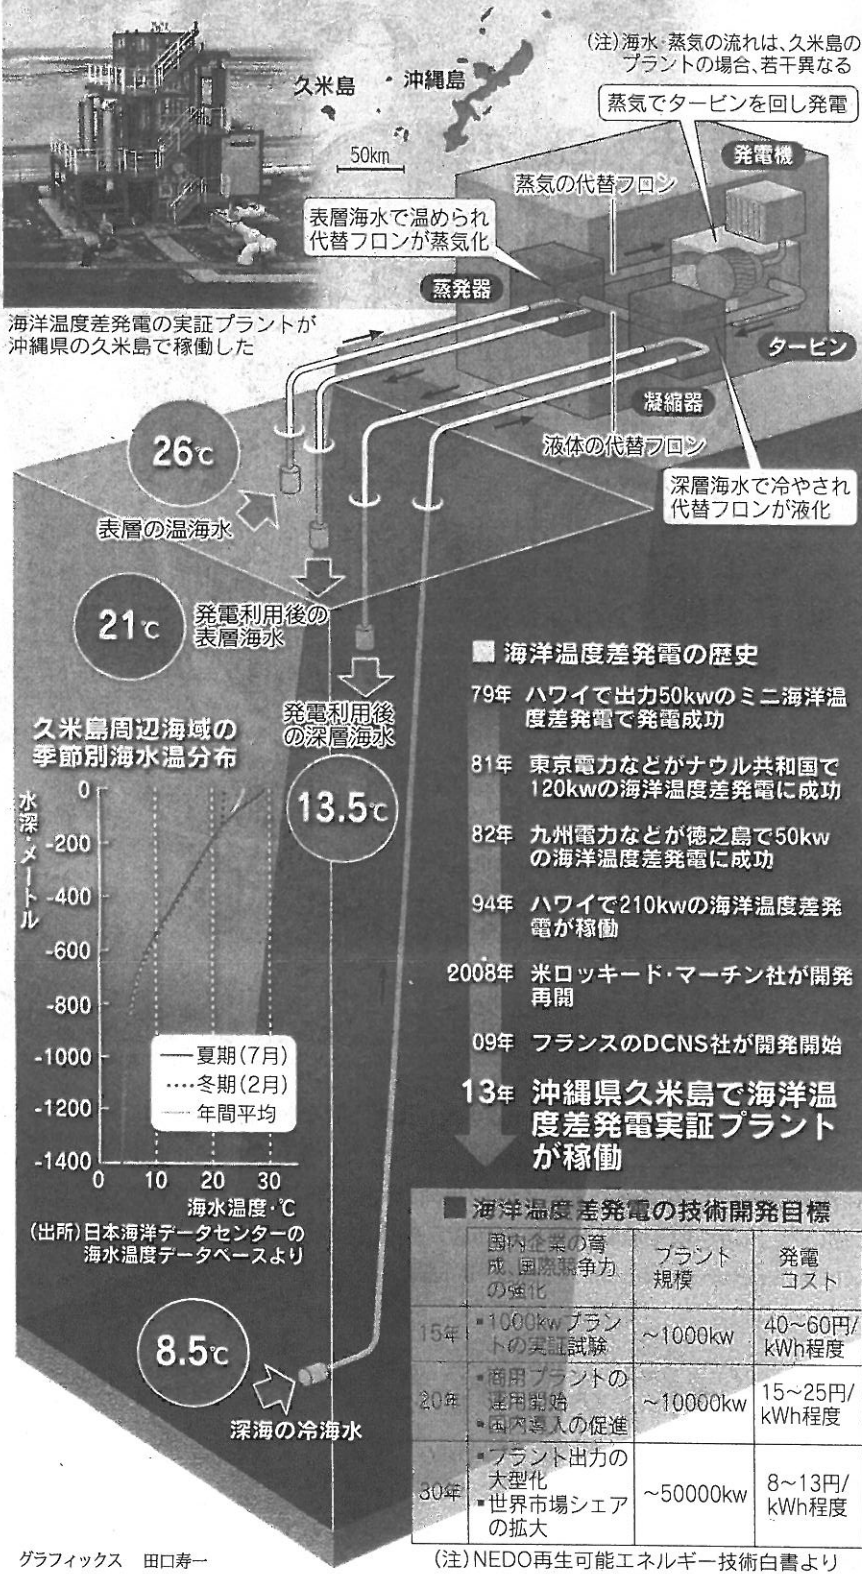 久米島
沖縄島
50km
(注)海水・蒸気の流れは、久米島の
プラントの場合、若干異なる
蒸気でタービンを回し発電
発電機
蒸気の代替フロン
表層海水で温められ
代替フロンが蒸気化
蒸発器
タービン
凝縮器
液体の代替フロン
深層海水で冷やされ
代替フロンが液化
海洋温度差発電の実証プラントが
沖縄県の久米島で稼働した
26℃
表層の温海水
21℃
発電利用後の
表層海水
発電利用後
の深層海水
13.5℃
久米島周辺海域の
季節別海水温分布
水深・メートル
0
-200
-400
-600
-800
-1000
-1200
-1400
夏期(7月)
冬期(2月)
年間平均
0 10 20 30
海水温度・℃
(出所)日本海洋データセンターの
海水温度データベースより
8.5℃
深海の冷海水
■海洋温度差発電の歴史
79年 ハワイで出力50kwのミニ海洋温
度差発電で発電成功
81年 東京電力などがナウル共和国で
120kwの海洋温度差発電に成功
82年 九州電力などが徳之島で50kw
の海洋温度差発電に成功
94年 ハワイで210kwの海洋温度差発
電が稼働
2008年 米ロッキード・マーチン社が開発
再開
09年 フランスのDCNS社が開発開始
13年 沖縄県久米島で海洋温
度差発電実証プラント
が稼働
■海洋温度差発電の技術開発目標
国内企業の育
成、国際競争力
の強化
プラント
規模
発電
コスト
15年
▪1000kwプラン
トの実証試験
~1000kw
40~60円/
kWh程度
20年
▪商用プラントの
運用開始
▪国内導入の促進
~10000kw
15~25円/
kWh程度
30年
▪プラント出力の
大型化
▪世界市場シェア
の拡大
~50000kw
8~13円/
kWh程度
(注)NEDO再生可能エネルギー技術白書より
グラフィックス 田口寿一